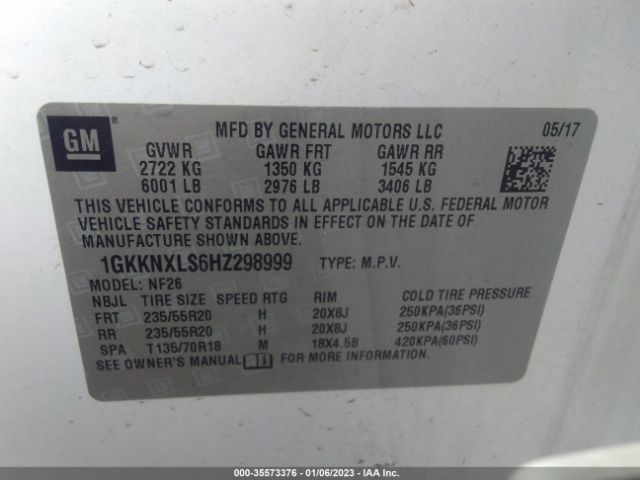 GM ®
MFD BY GENERAL MOTORS LLC 05/17
GVWR GAWR FRT GAWR RR
2722 KG 1350 KG 1545 KG
6001 LB 2976 LB 3406 LB
THIS VEHICLE CONFORMS TO ALL APPLICABLE U.S. FEDERAL MOTOR
VEHICLE SAFETY STANDARDS IN EFFECT ON THE DATE OF
MANUFACTURE SHOWN ABOVE.
1GKKNXLS6HZ298999 TYPE: M.P.V.
MODEL: NF26
NBJL TIRE SIZE SPEED RTG RIM COLD TIRE PRESSURE
FRT 235/55R20 H 20X8J 250KPA(36PSI)
RR 235/55R20 H 20X8J 250KPA(36PSI)
SPA T135/70R18 M 18X4.5B 420KPA(60PSI)
SEE OWNER'S MANUAL i FOR MORE INFORMATION.
000-35573376 - 01/06/2023 - IAAI.COM